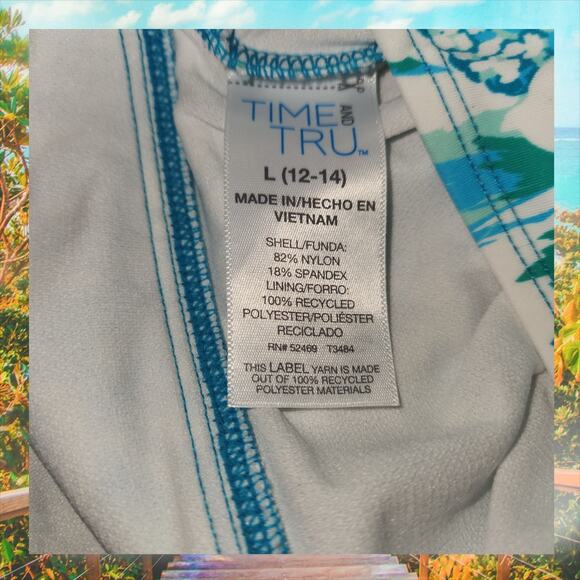 TIME AND
TRU™
L (12-14)
MADE IN/HECHO EN
VIETNAM
SHELL/FUNDA:
82% NYLON
18% SPANDEX
LINING/FORRO:
100% RECYCLED
POLYESTER/POLIÉSTER
RECICLADO
RN# 52469 T3484
THIS LABEL YARN IS MADE
OUT OF 100% RECYCLED
POLYESTER MATERIALS